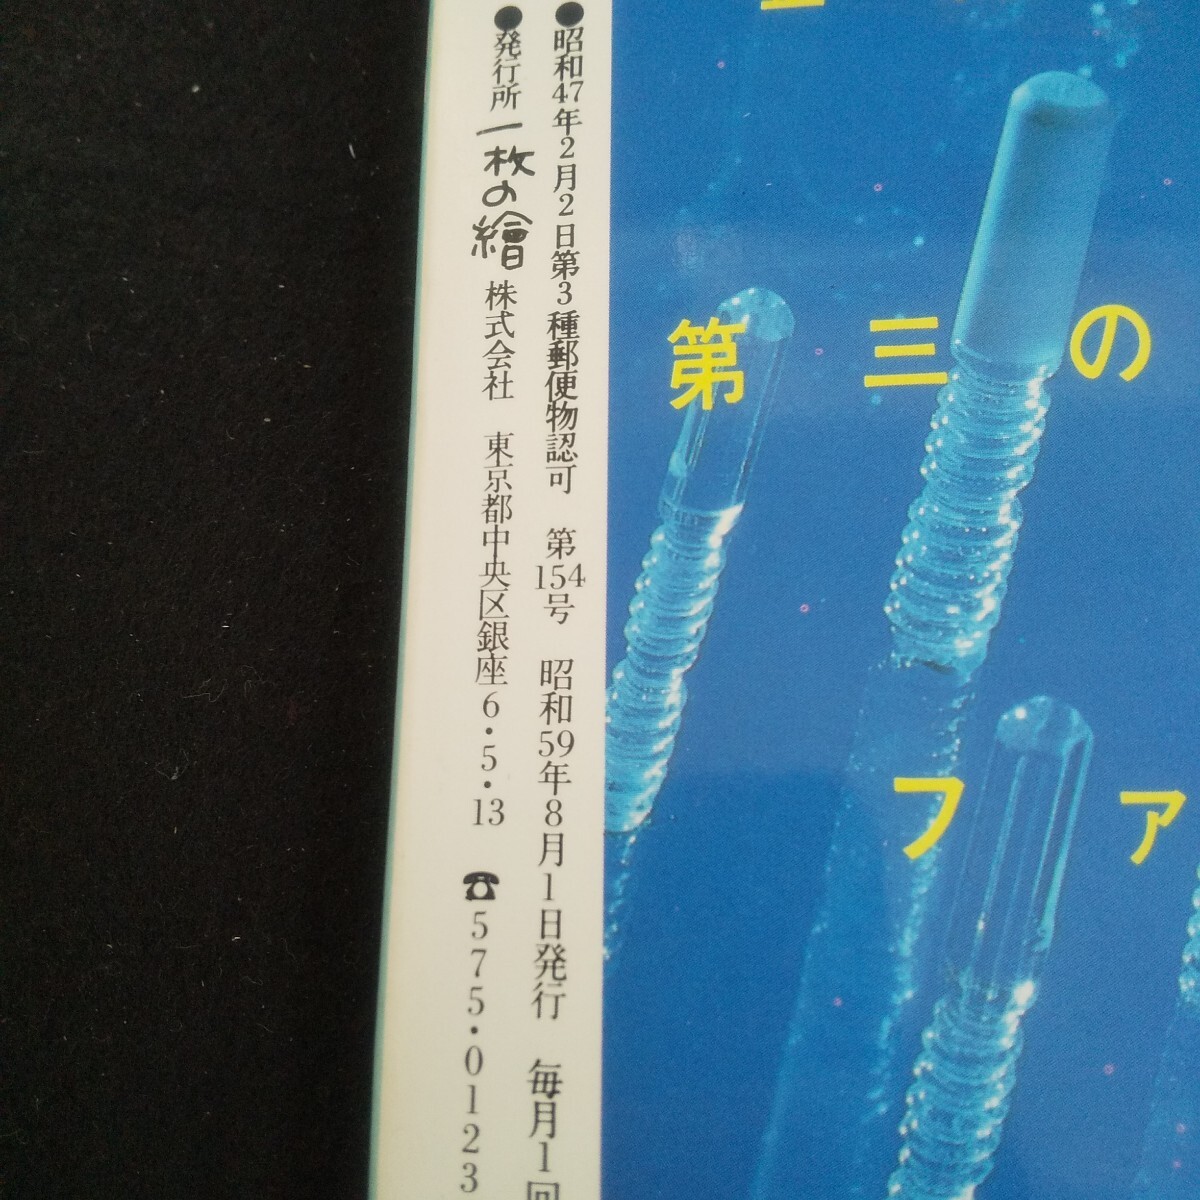 ●昭和47年2月2日第3種郵便物認可　第154号　昭和59年8月1日発行　毎月1回
●発行所 一枚の繪 株式会社　東京都中央区銀座6・5・13　☎575・0123
第三の
ファ